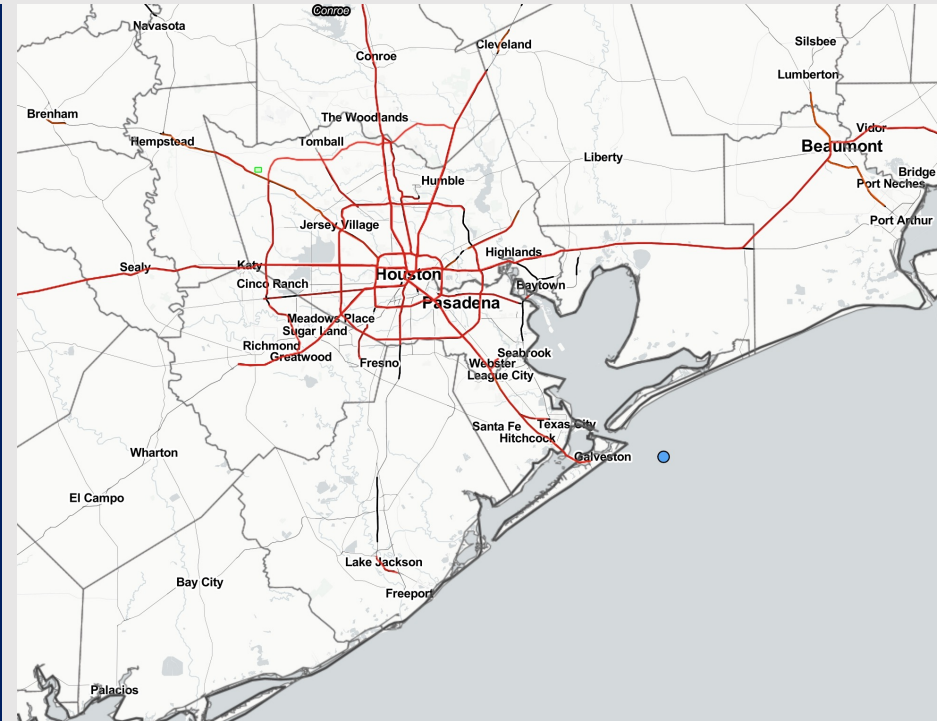 Conroe
Navasota
Silsbee
Cleveland
Conroe
Lumberton
Brenham
The Woodlands
Vidor
Hempstead
Tomball
Beaumont
Liberty
Bridge
Humble
Port Neches
Port Arthur
Jersey Village
Highlands
Katy
Sealy
Houston
Cinco Ranch
Baytown
Pasadena
Meadows Place
Sugar Land
Richmond
Seabrook
Greatwood
Fresno
Webster
League City
Santa Fe
Texas City
Hitchcock
Wharton
Galveston
El Campo
Lake Jackson
Bay City
Freeport
Palacios